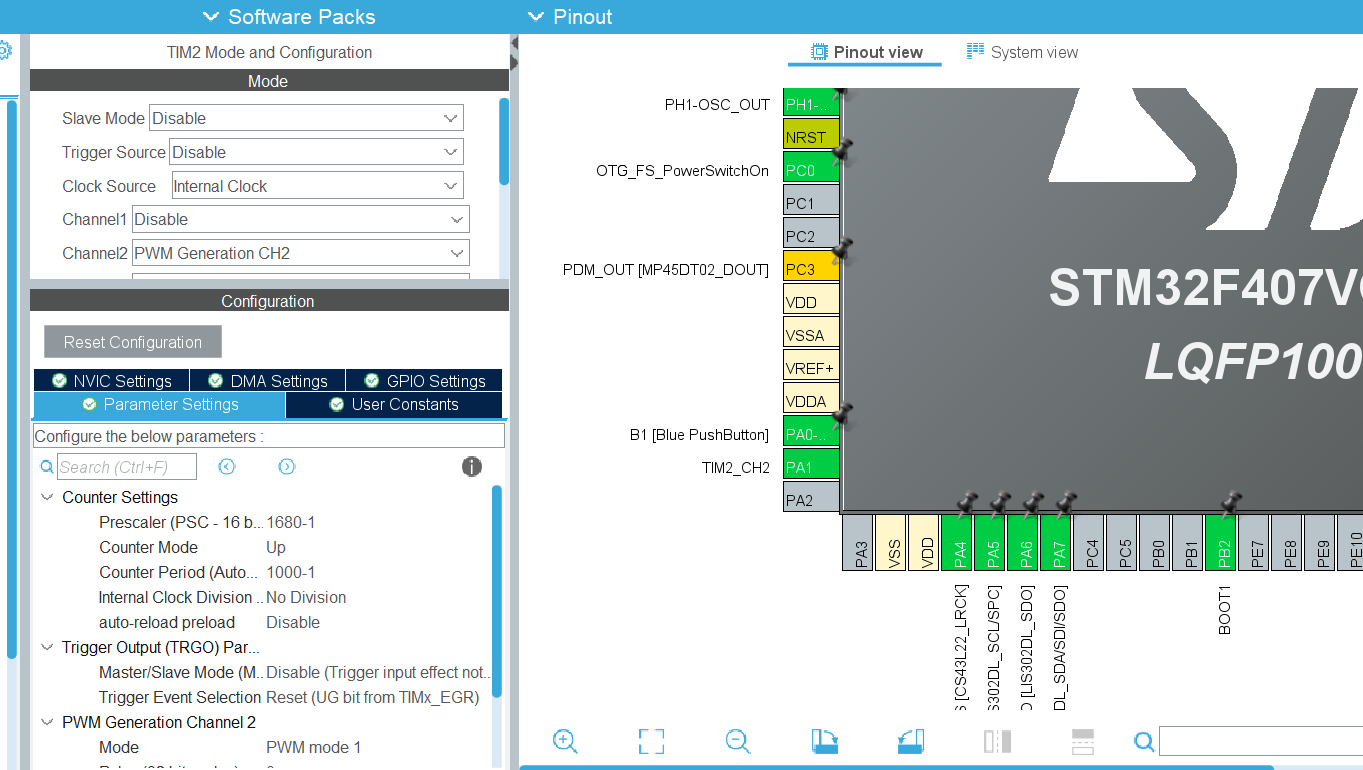 Software Packs
Pinout
TIM2 Mode and Configuration
Mode
Slave Mode Disable
Trigger Source Disable
Clock Source Internal Clock
Channel1 Disable
Channel2 PWM Generation CH2
Configuration
Reset Configuration
NVIC Settings DMA Settings GPIO Settings
Parameter Settings User Constants
Configure the below parameters :
Search (Ctrl+F)
Counter Settings
Prescaler (PSC - 16 b... 1680-1
Counter Mode Up
Counter Period (Auto... 1000-1
Internal Clock Division .. No Division
auto-reload preload Disable
Trigger Output (TRGO) Par...
Master/Slave Mode (M.. Disable (Trigger input effect not..
Trigger Event Selection Reset (UG bit from TIMx_EGR)
PWM Generation Channel 2
Mode PWM mode 1
Pinout view System view
PH1-OSC_OUT PH1-..
NRST
OTG_FS_PowerSwitchOn PC0
PC1
PC2
PDM_OUT [MP45DT02_DOUT] PC3
VDD
VSSA
VREF+
VDDA
B1 [Blue PushButton] PA0-..
TIM2_CH2 PA1
PA2
STM32F407V
LQFP100
PA3
VSS
VDD
PA4
PA5
PA6
PA7
PC4
PC5
PB0
PB1
PB2
PE7
PE8
PE9
PE10
[CS43L22_LRCK]
S302DL_SCL/SPC]
[LIS302DL_SDO]
DL_SDA/SDI/SDO]
BOOT1